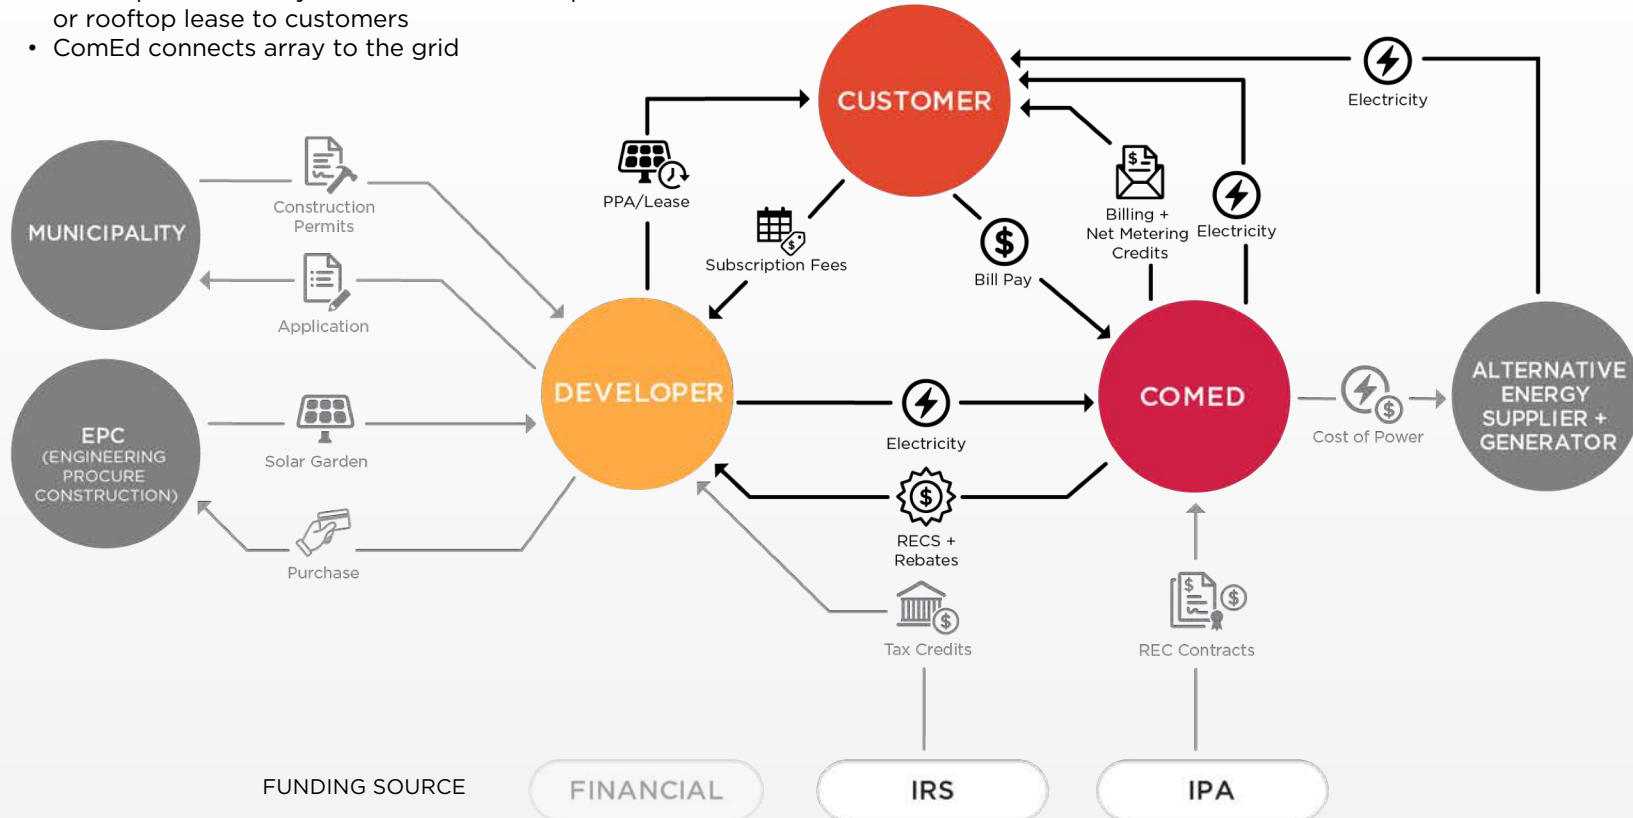 or rooftop lease to customers
• ComEd connects array to the grid
CUSTOMER
Electricity
MUNICIPALITY
Construction
Permits
PPA/Lease
Billing +
Net Metering
Credits
Electricity
Subscription Fees
Bill Pay
Application
DEVELOPER
COMED
ALTERNATIVE
ENERGY
SUPPLIER +
GENERATOR
EPC
(ENGINEERING
PROCURE
CONSTRUCTION)
Solar Garden
Electricity
Cost of Power
Purchase
RECS +
Rebates
Tax Credits
REC Contracts
FUNDING SOURCE
FINANCIAL
IRS
IPA
$
$
$
$
$
$
$
$
$